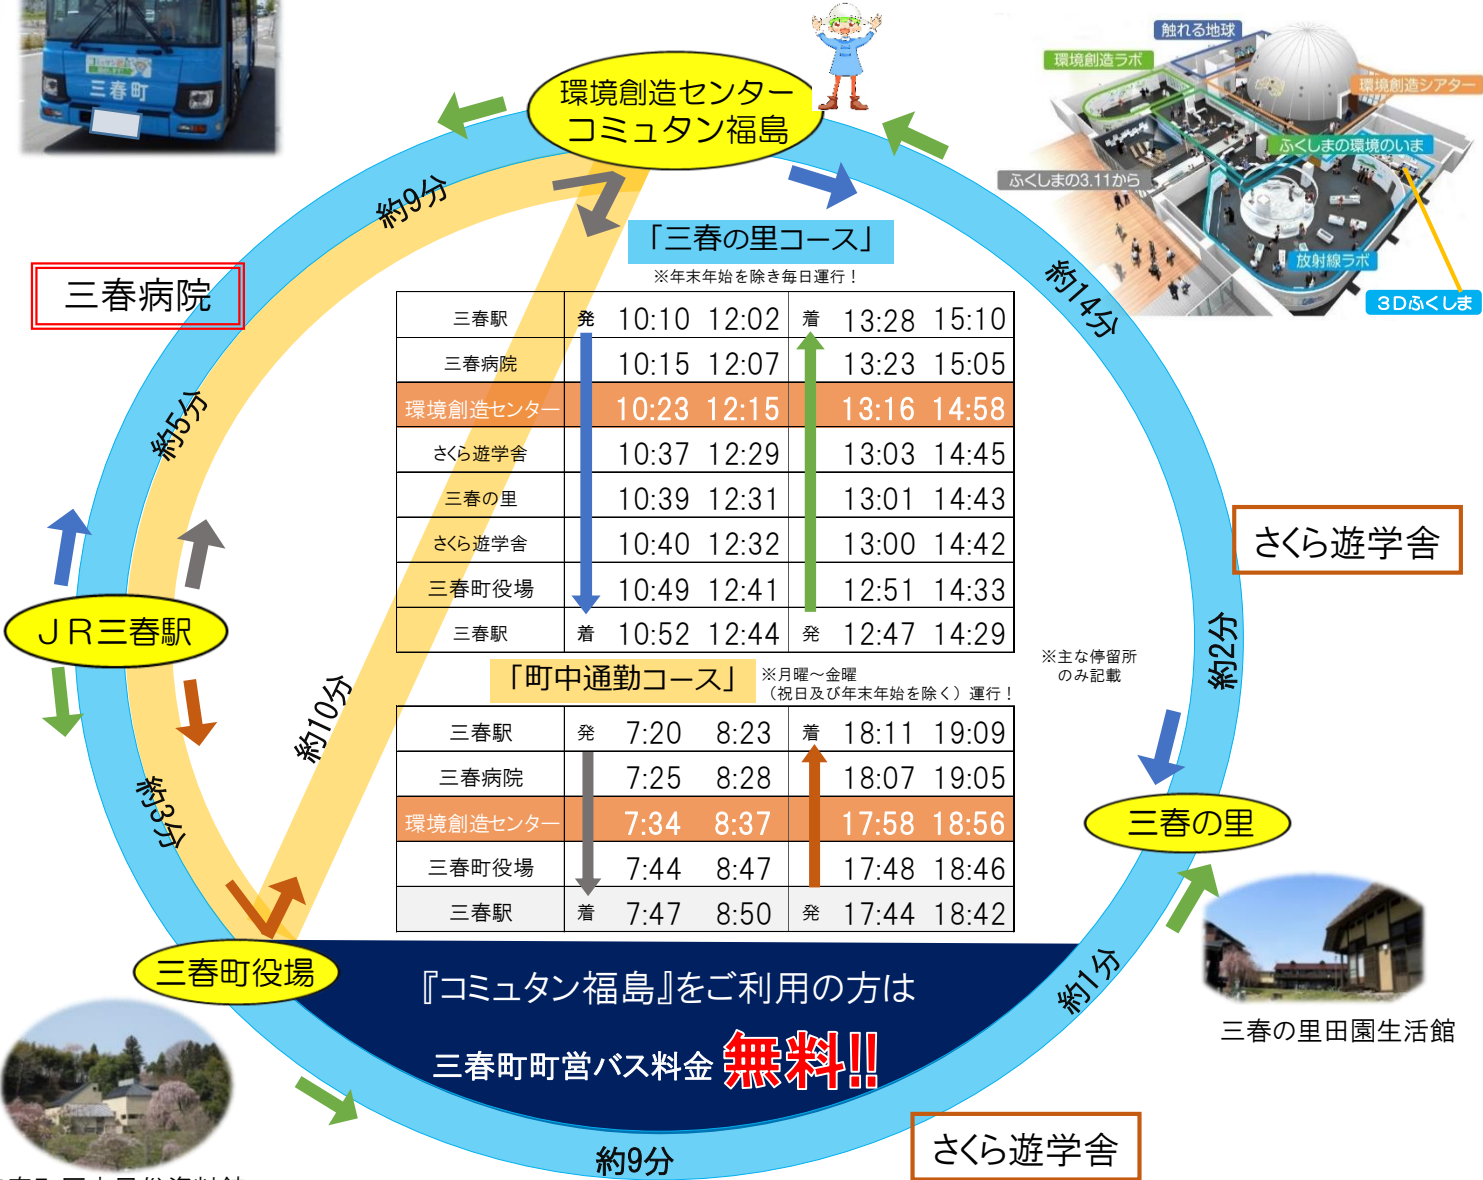 三春町
環境創造センター
コミュタン福島
触れる地球
環境創造ラボ
環境創造シアター
ふくしまの環境のいま
ふくしまの3.11から
放射線ラボ
3Dふくしま
約9分
三春病院
約5分
約14分
「三春の里コース」
※年末年始を除き毎日運行！
三春駅 発 10:10 12:02 着 13:28 15:10
三春病院 10:15 12:07 13:23 15:05
環境創造センター 10:23 12:15 13:16 14:58
さくら遊学舎 10:37 12:29 13:03 14:45
三春の里 10:39 12:31 13:01 14:43
さくら遊学舎 10:40 12:32 13:00 14:42
三春町役場 10:49 12:41 12:51 14:33
三春駅 着 10:52 12:44 発 12:47 14:29
さくら遊学舎
ＪＲ三春駅
約2分
※主な停留所
のみ記載
約10分
「町中通勤コース」
※月曜～金曜
（祝日及び年末年始を除く）運行！
三春駅 発 7:20 8:23 着 18:11 19:09
三春病院 7:25 8:28 18:07 19:05
環境創造センター 7:34 8:37 17:58 18:56
三春町役場 7:44 8:47 17:48 18:46
三春駅 着 7:47 8:50 発 17:44 18:42
約3分
三春の里
三春町役場
『コミュタン福島』をご利用の方は
三春町町営バス料金 無料!!
約1分
三春の里田園生活館
約9分
さくら遊学舎